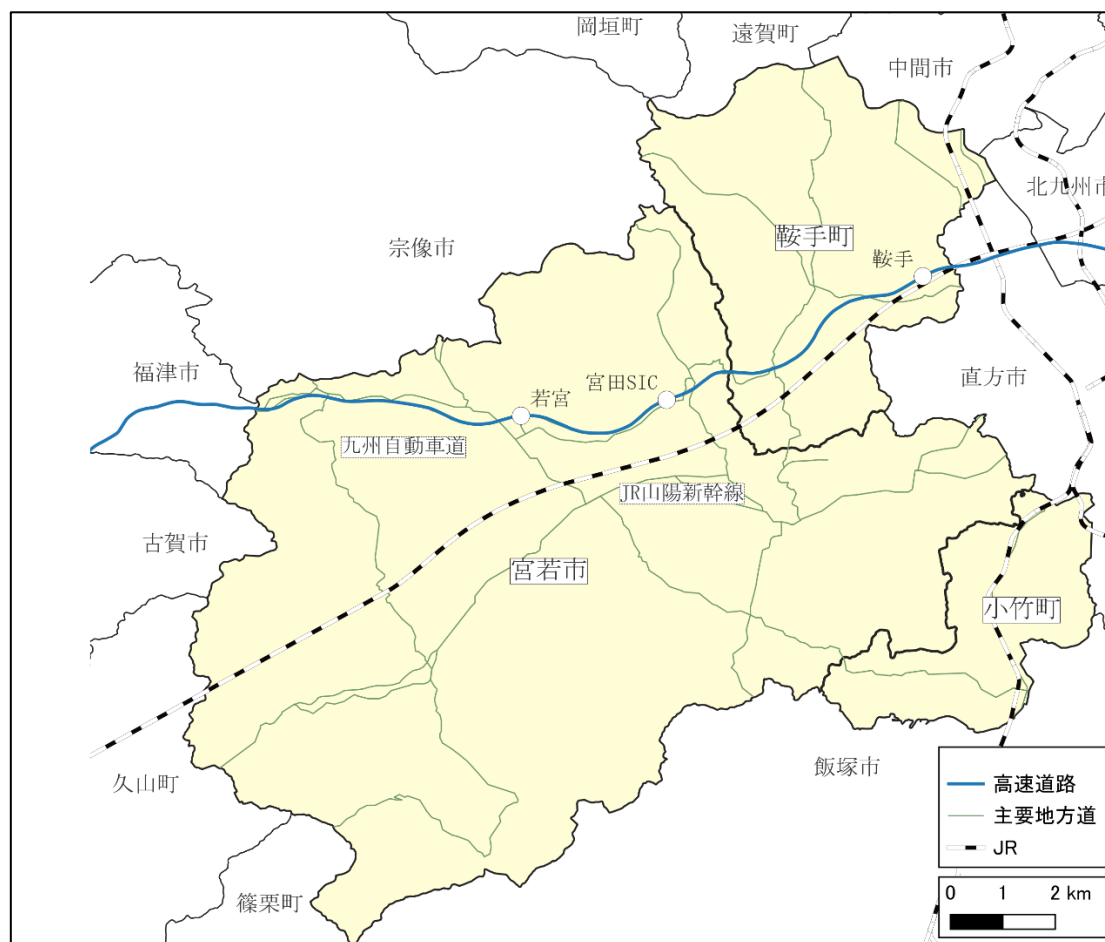 岡垣町
遠賀町
中間市
北九州市
宗像市
鞍手町
鞍手
福津市
宮田SIC
若宮
直方市
九州自動車道
JR山陽新幹線
古賀市
宮若市
小竹町
久山町
飯塚市
篠栗町
高速道路
主要地方道
JR
0 1 2 km